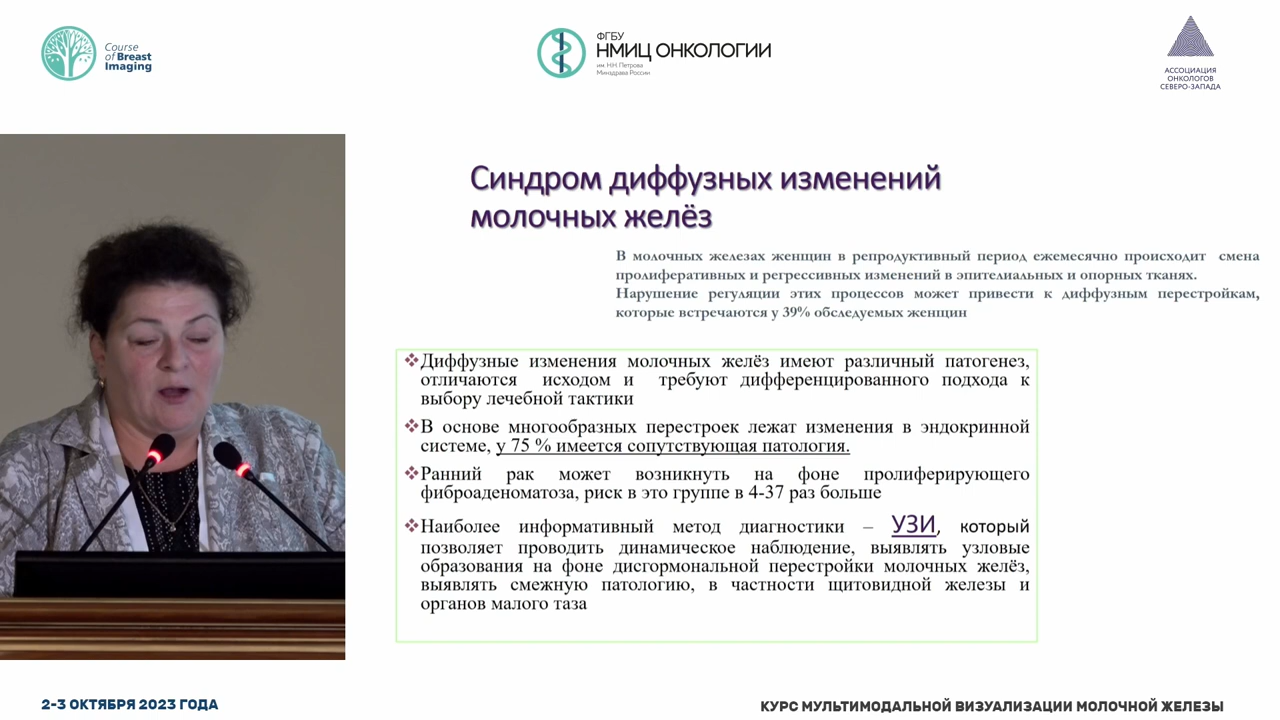 Course
of Breast
Imaging
ФГБУ
НМИЦ ОНКОЛОГИИ
им. Н.Н. Петрова
Минздрава России
АССОЦИАЦИЯ
ОНКОЛОГОВ
СЕВЕРО-ЗАПАДА
Синдром диффузных изменений
молочных желёз
В молочных железах женщин в репродуктивный период ежемесячно происходит смена
пролиферативных и регрессивных изменений в эпителиальных и опорных тканях.
Нарушение регуляции этих процессов может привести к диффузным перестройкам,
которые встречаются у 39% обследуемых женщин
❖Диффузные изменения молочных желёз имеют различный патогенез,
отличаются исходом и требуют дифференцированного подхода к
выбору лечебной тактики
❖В основе многообразных перестроек лежат изменения в эндокринной
системе, у 75 % имеется сопутствующая патология.
❖Ранний рак может возникнуть на фоне пролиферирующего
фиброаденоматоза, риск в это группе в 4-37 раз больше
❖Наиболее информативный метод диагностики – УЗИ, который
позволяет проводить динамическое наблюдение, выявлять узловые
образования на фоне дисгормональной перестройки молочных желёз,
выявлять смежную патологию, в частности щитовидной железы и
органов малого таза
2-3 ОКТЯБРЯ 2023 ГОДА
КУРС МУЛЬТИМОДАЛЬНОЙ ВИЗУАЛИЗАЦИИ МОЛОЧНОЙ ЖЕЛЕЗЫ